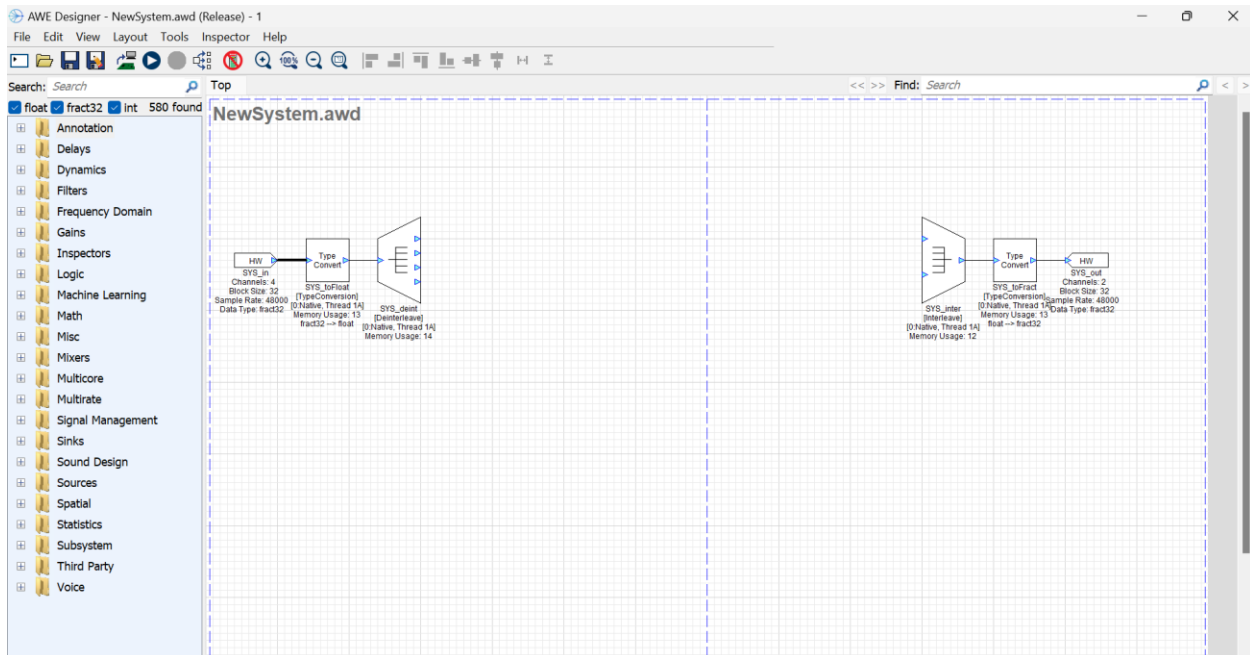 AWE Designer - NewSystem.awd (Release) - 1
File Edit View Layout Tools Inspector Help
100%
Search: Search
Top
<< >> Find: Search < >
float fract32 int 580 found
NewSystem.awd
Annotation
Delays
Dynamics
Filters
Frequency Domain
Gains
Inspectors
Logic
Machine Learning
Math
Misc
Mixers
Multicore
Multirate
Signal Management
Sinks
Sound Design
Sources
Spatial
Statistics
Subsystem
Third Party
Voice
HW
SYS_in
Channels: 4
Block Size: 32
Sample Rate: 48000
Data Type: fract32
Type
Convert
SYS_toFloat
[TypeConversion]
[0:Native, Thread 1A]
Memory Usage: 13
fract32 --> float
SYS_deint
[Deinterleave]
[0:Native, Thread 1A]
Memory Usage: 14
SYS_inter
[Interleave]
[0:Native, Thread 1A]
Memory Usage: 12
Type
Convert
SYS_toFract
[TypeConversion]
[0:Native, Thread 1A]
Memory Usage: 13
float --> fract32
HW
SYS_out
Channels: 2
Block Size: 32
Sample Rate: 48000
Data Type: fract32